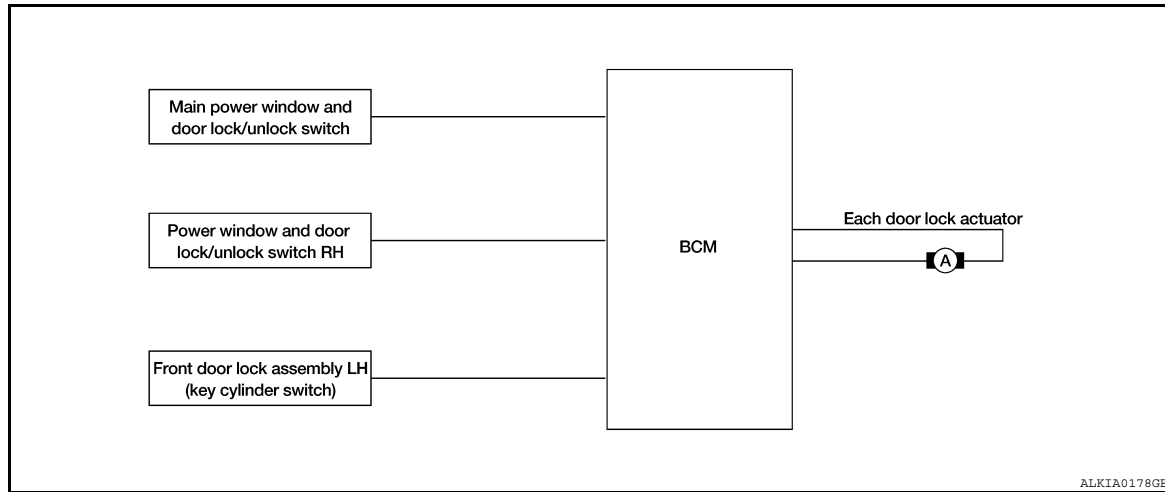 Main power window and
door lock/unlock switch
Power window and door
lock/unlock switch RH
Front door lock assembly LH
(key cylinder switch)
BCM
Each door lock actuator
A
ALKIA0178GB